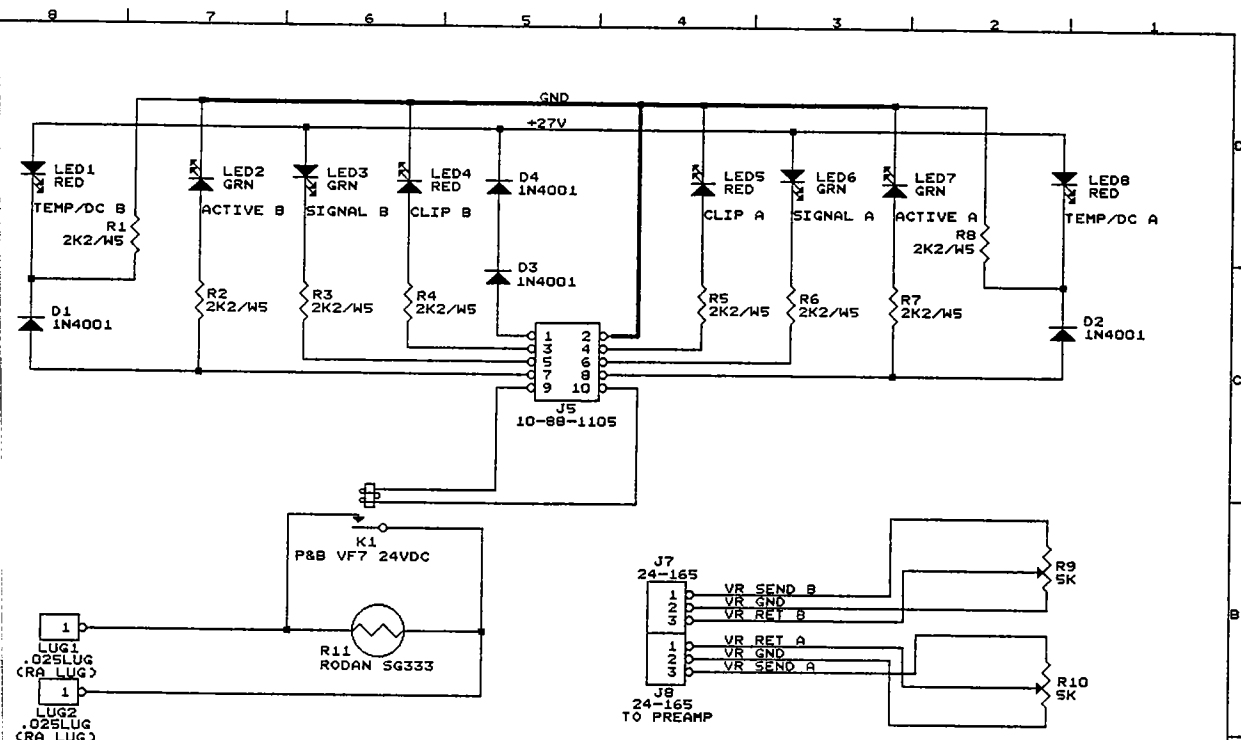 8 7 6 5 4 3 2 1
GND
+27V
D
LED1
RED
TEMP/DC B
R1
2K2/W5
LED2
GRN
ACTIVE B
LED3
GRN
SIGNAL B
LED4
RED
CLIP B
D4
1N4001
D3
1N4001
LED5
RED
CLIP A
LED6
GRN
SIGNAL A
LED7
GRN
ACTIVE A
R8
2K2/W5
LED8
RED
TEMP/DC A
D1
1N4001
R2
2K2/W5
R3
2K2/W5
R4
2K2/W5
R5
2K2/W5
R6
2K2/W5
R7
2K2/W5
D2
1N4001
1 2
3 4
5 6
7 8
9 10
J5
10-88-1105
C
K1
P&B VF7 24VDC
R11
RODAN SG333
1
LUG1
.025LUG
(RA LUG)
1
LUG2
.025LUG
(RA LUG)
J7
24-165
1 VR SEND B
2 VR GND
3 VR RET B
1 VR RET A
2 VR GND
3 VR SEND A
J8
24-165
TO PREAMP
R9
5K
R10
5K
B